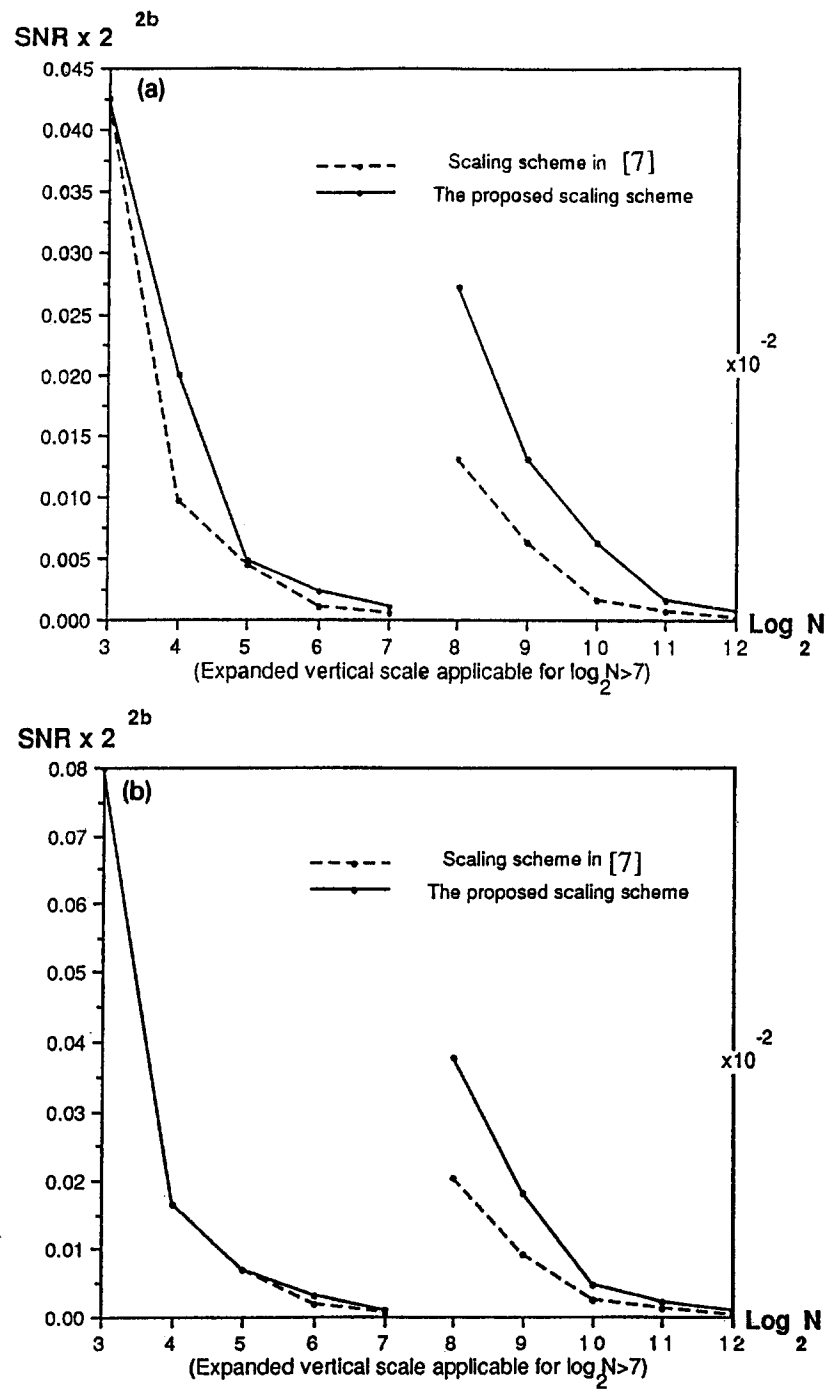 2b
SNR x 2
0.045
(a)
0.040
Scaling scheme in [7]
0.035
The proposed scaling scheme
0.030
0.025
-2
x10
0.020
0.015
0.010
0.005
0.000
Log N
2
3 4 5 6 7 8 9 10 11 12
(Expanded vertical scale applicable for log2N>7)
2b
SNR x 2
0.08
(b)
0.07
Scaling scheme in [7]
The proposed scaling scheme
0.06
0.05
0.04
-2
x10
0.03
0.02
0.01
0.00
Log N
2
3 4 5 6 7 8 9 10 11 12
(Expanded vertical scale applicable for log2N>7)